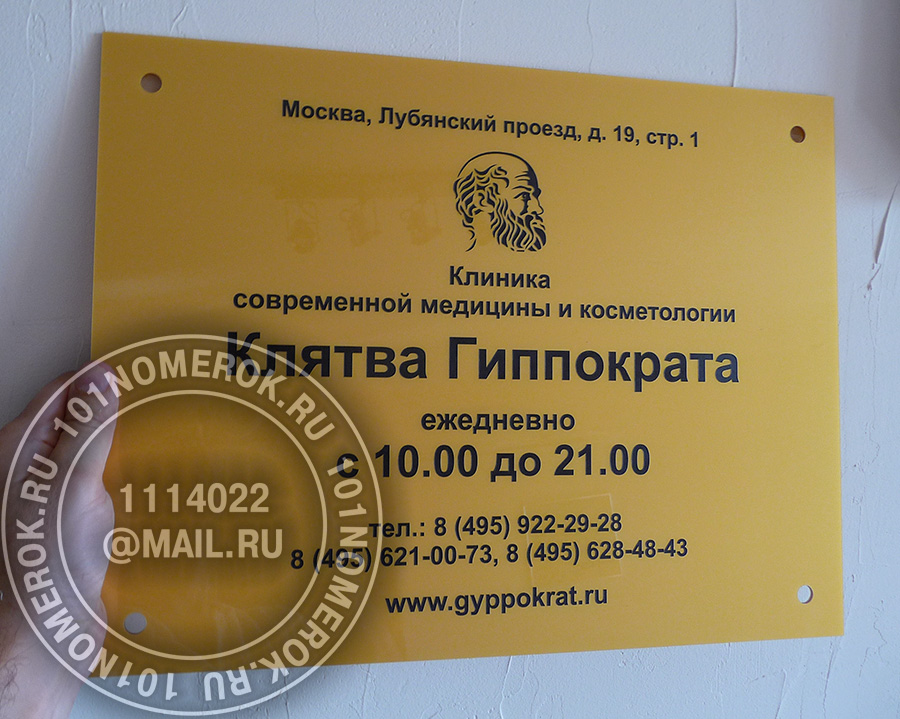 Москва, Лубянский проезд, д. 19, стр. 1
Клиника
современной медицины и косметологии
Клятва Гиппократа
ежедневно
с 10.00 до 21.00
тел.: 8 (495) 922-29-28
8 (495) 621-00-73, 8 (495) 628-48-43
www.gyppokrat.ru
101NOMEROK.RU 101NOMEROK.RU 101NOMEROK.RU 101NOMEROK.RU
1114022
@MAIL.RU